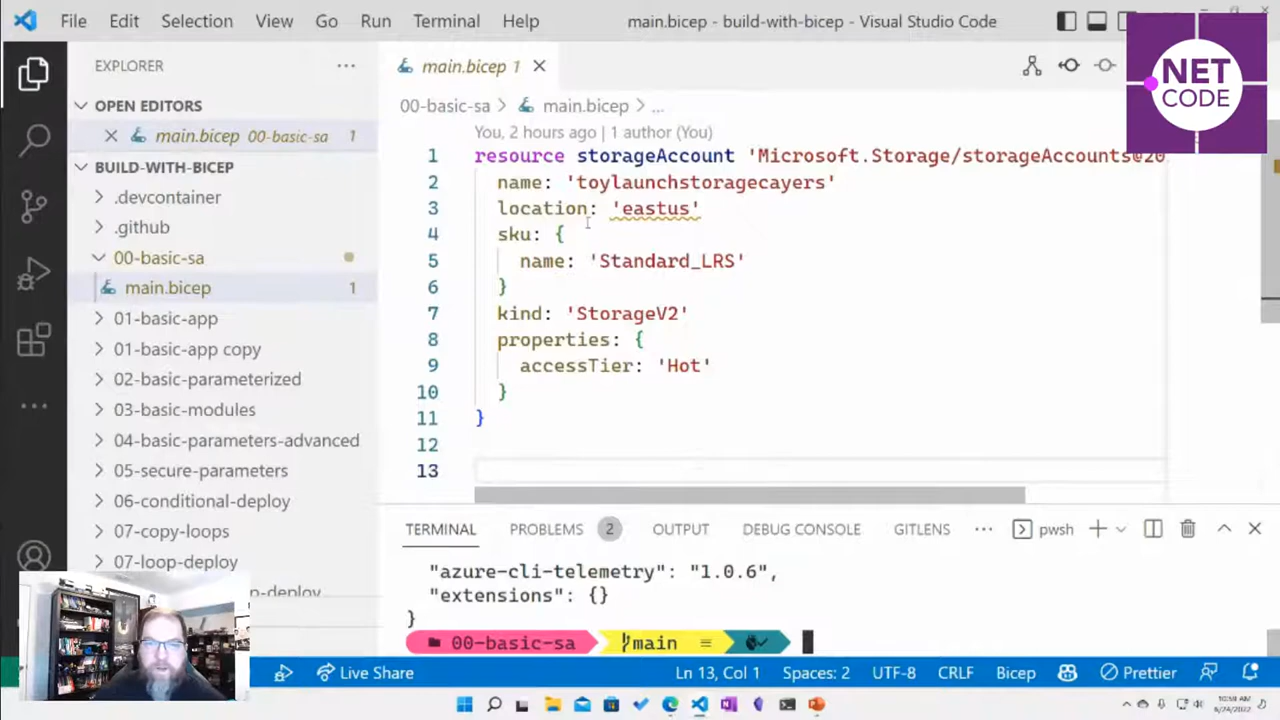 File Edit Selection View Go Run Terminal Help main.bicep - build-with-bicep - Visual Studio Code
NET
CODE
EXPLORER ...
main.bicep 1
OPEN EDITORS
main.bicep 00-basic-sa 1
00-basic-sa > main.bicep > ...
You, 2 hours ago | 1 author (You)
BUILD-WITH-BICEP
.devcontainer
.github
00-basic-sa
main.bicep 1
01-basic-app
01-basic-app copy
02-basic-parameterized
03-basic-modules
04-basic-parameters-advanced
05-secure-parameters
06-conditional-deploy
07-copy-loops
07-loop-deploy
1 resource storageAccount 'Microsoft.Storage/storageAccounts@20
2 name: 'toylaunchstoragecayers'
3 location: 'eastus'
4 sku: {
5 name: 'Standard_LRS'
6 }
7 kind: 'StorageV2'
8 properties: {
9 accessTier: 'Hot'
10 }
11 }
12
13
TERMINAL PROBLEMS 2 OUTPUT DEBUG CONSOLE GITLENS ... pwsh
"azure-cli-telemetry": "1.0.6",
"extensions": {}
}
00-basic-sa main ≡
Live Share Ln 13, Col 1 Spaces: 2 UTF-8 CRLF Bicep Prettier
10:58 AM
6/24/2022